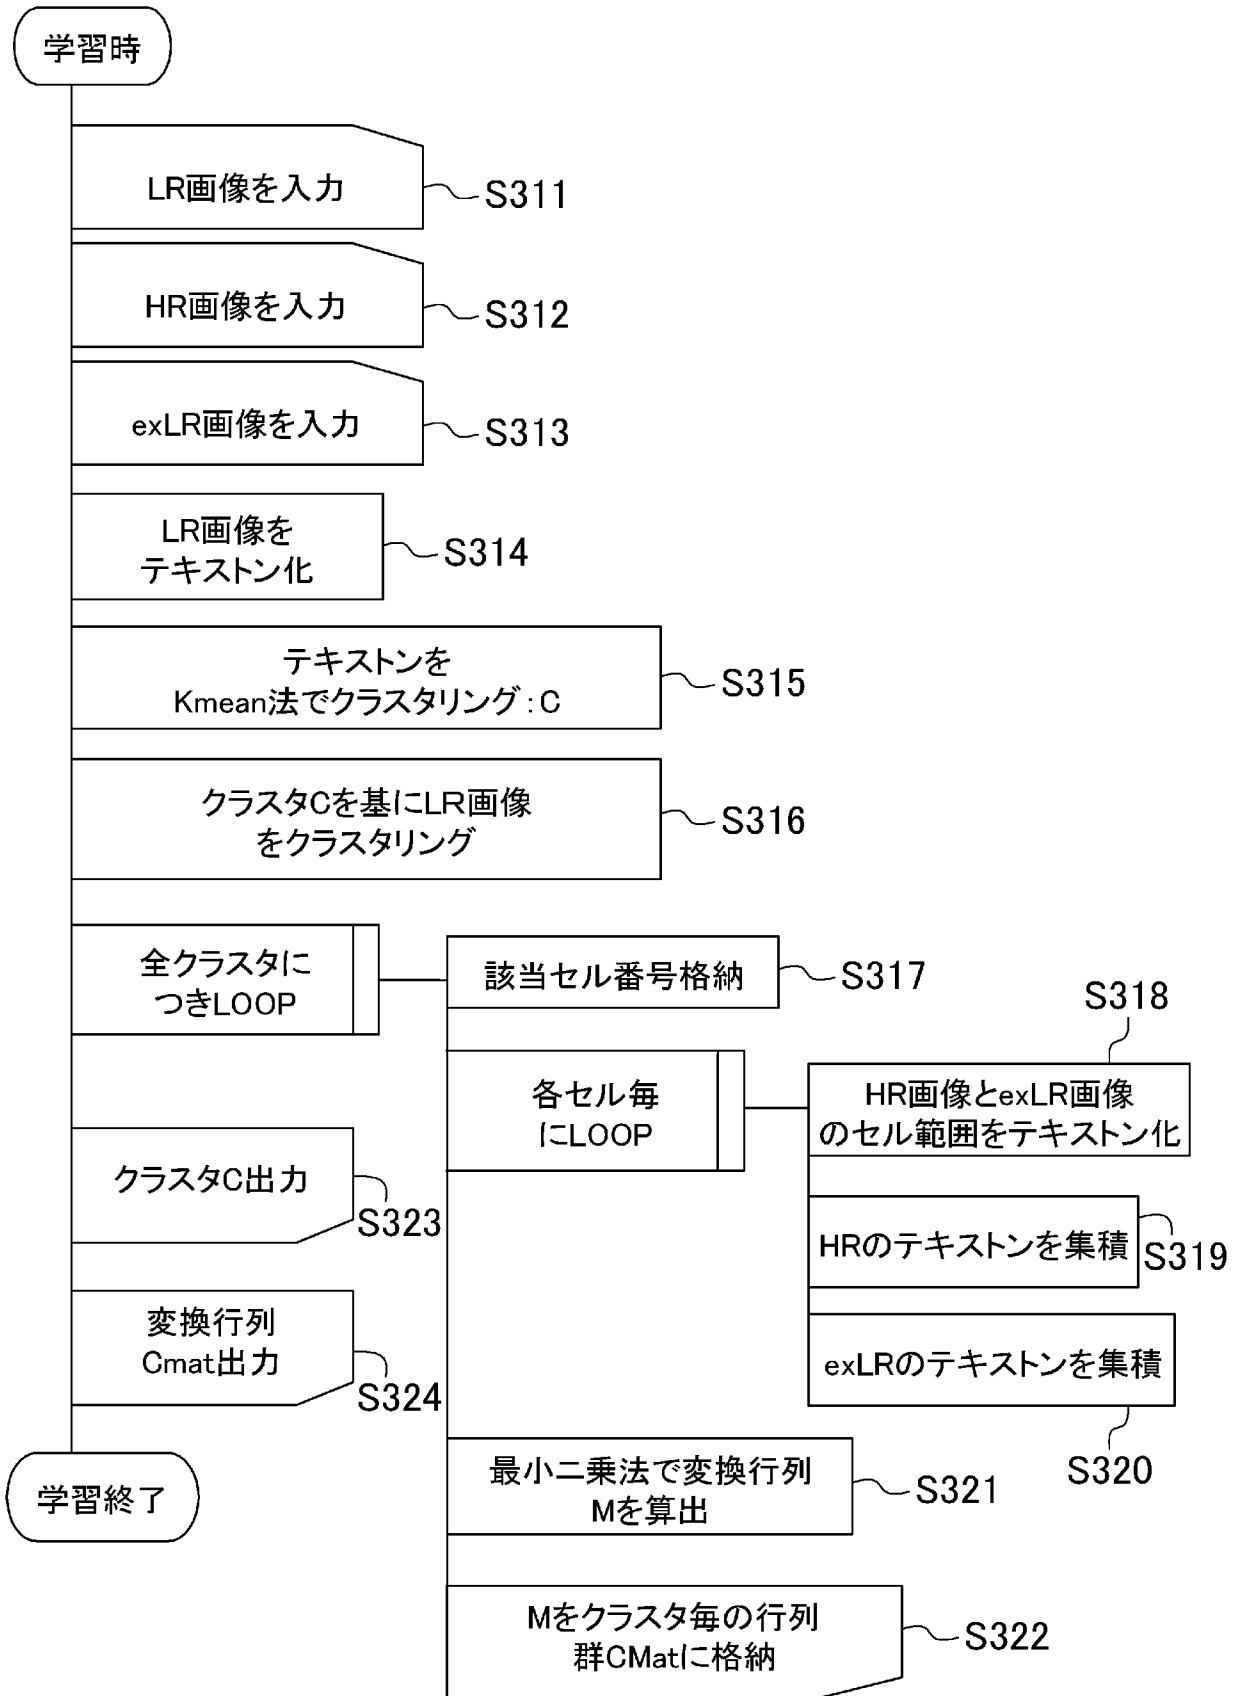 学習時
LR画像を入力
S311
HR画像を入力
S312
exLR画像を入力
S313
LR画像を
テキストン化
S314
テキストンを
Kmean法でクラスタリング:C
S315
クラスタCを基にLR画像
をクラスタリング
S316
全クラスタに
つきLOOP
該当セル番号格納
S317
各セル毎
にLOOP
S318
HR画像とexLR画像
のセル範囲をテキストン化
HRのテキストンを集積
S319
exLRのテキストンを集積
S320
最小二乗法で変換行列
Mを算出
S321
Mをクラスタ毎の行列
群CMatに格納
S322
クラスタC出力
S323
変換行列
Cmat出力
S324
学習終了